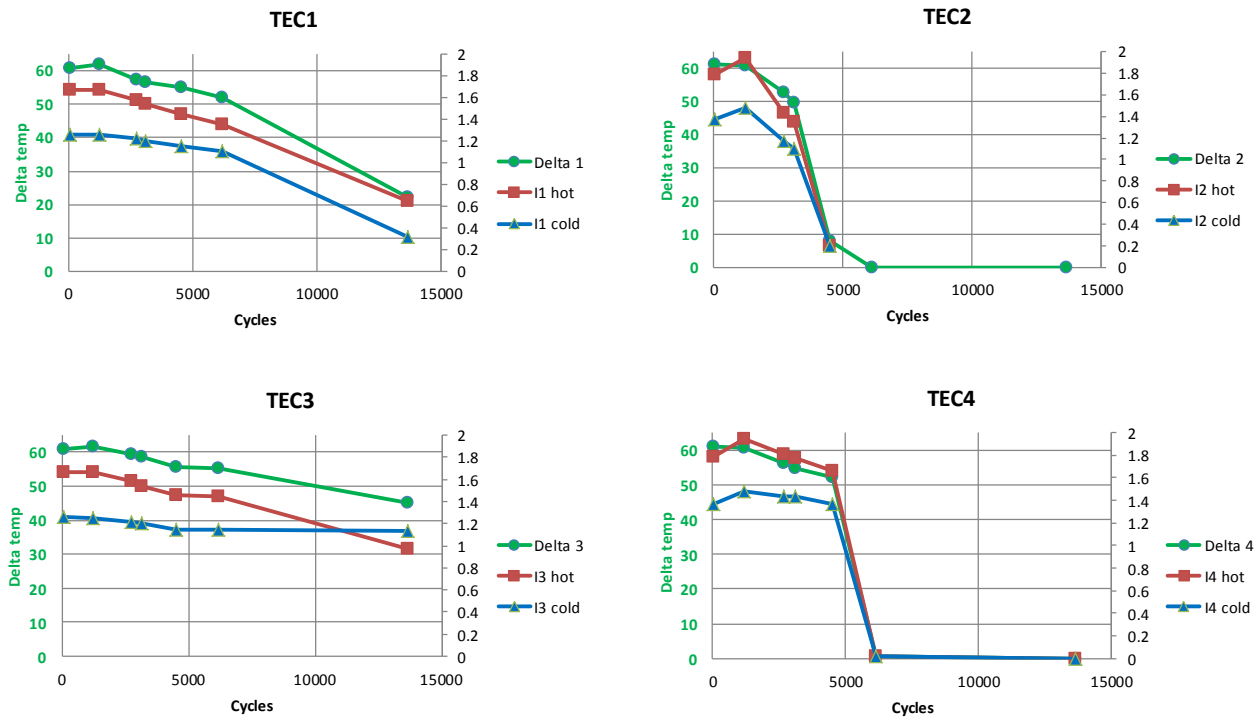 TEC1
Delta temp
60
50
40
30
20
10
0
2
1.8
1.6
1.4
1.2
1
0.8
0.6
0.4
0.2
0
0 5000 10000 15000
Cycles
Delta 1
I1 hot
I1 cold
TEC2
Delta temp
60
50
40
30
20
10
0
2
1.8
1.6
1.4
1.2
1
0.8
0.6
0.4
0.2
0
0 5000 10000 15000
Cycles
Delta 2
I2 hot
I2 cold
TEC3
Delta temp
60
50
40
30
20
10
0
2
1.8
1.6
1.4
1.2
1
0.8
0.6
0.4
0.2
0
0 5000 10000 15000
Cycles
Delta 3
I3 hot
I3 cold
TEC4
Delta temp
60
50
40
30
20
10
0
2
1.8
1.6
1.4
1.2
1
0.8
0.6
0.4
0.2
0
0 5000 10000 15000
Cycles
Delta 4
I4 hot
I4 cold